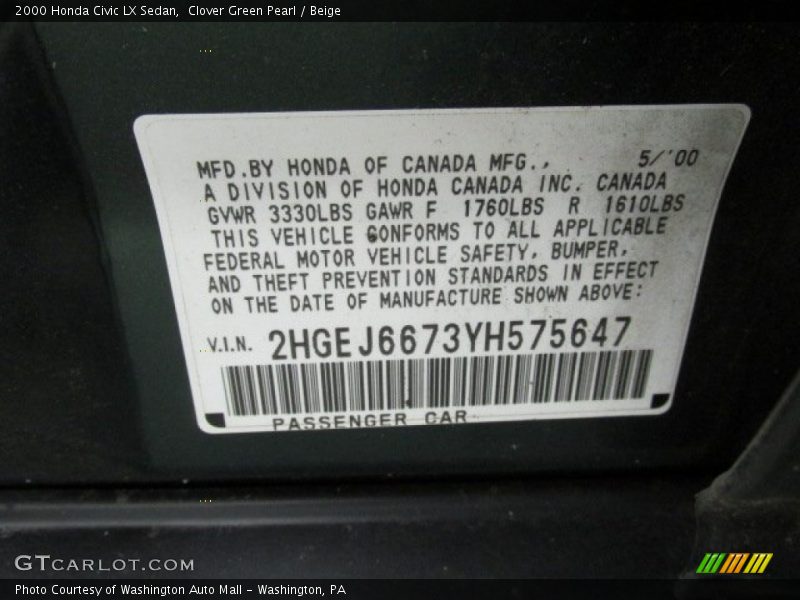 2000 Honda Civic LX Sedan,  Clover Green Pearl / Beige
MFD.BY HONDA OF CANADA MFG., 5/'00
A DIVISION OF HONDA CANADA INC. CANADA
GVWR 3330LBS GAWR F 1760LBS R 1610LBS
THIS VEHICLE CONFORMS TO ALL APPLICABLE
FEDERAL MOTOR VEHICLE SAFETY, BUMPER,
AND THEFT PREVENTION STANDARDS IN EFFECT
ON THE DATE OF MANUFACTURE SHOWN ABOVE:
V.I.N. 2HGEJ6673YH575647
PASSENGER CAR
GTCARLOT.COM
Photo Courtesy of Washington Auto Mall - Washington, PA